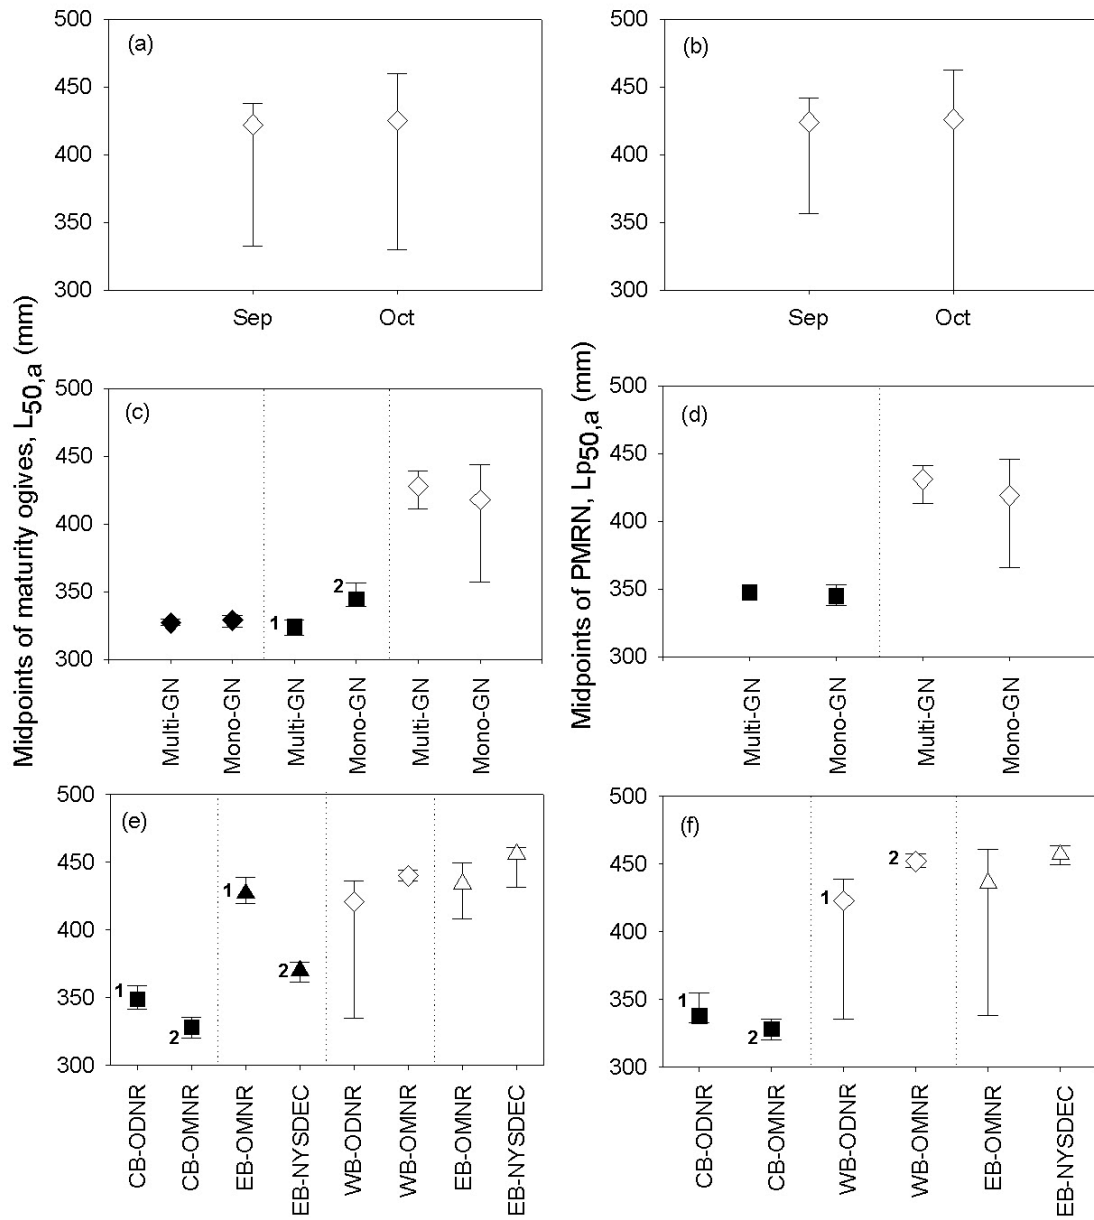 Midpoints of maturity ogives, L50,a (mm)
(a)
500
450
400
350
300
Sep Oct
Midpoints of PMRN, Lp50,a (mm)
(b)
500
450
400
350
300
Sep Oct
(c)
500
450
400
350
300
1
2
Multi-GN Mono-GN Multi-GN Mono-GN Multi-GN Mono-GN
(d)
500
450
400
350
300
Multi-GN Mono-GN
Multi-GN Mono-GN
(e)
500
450
400
350
300
1
2
1
2
CB-ODNR CB-OMNR EB-OMNR EB-NYSDEC WB-ODNR WB-OMNR EB-OMNR EB-NYSDEC
(f)
500
450
400
350
300
1
2
1
2
CB-ODNR CB-OMNR WB-ODNR WB-OMNR EB-OMNR EB-NYSDEC